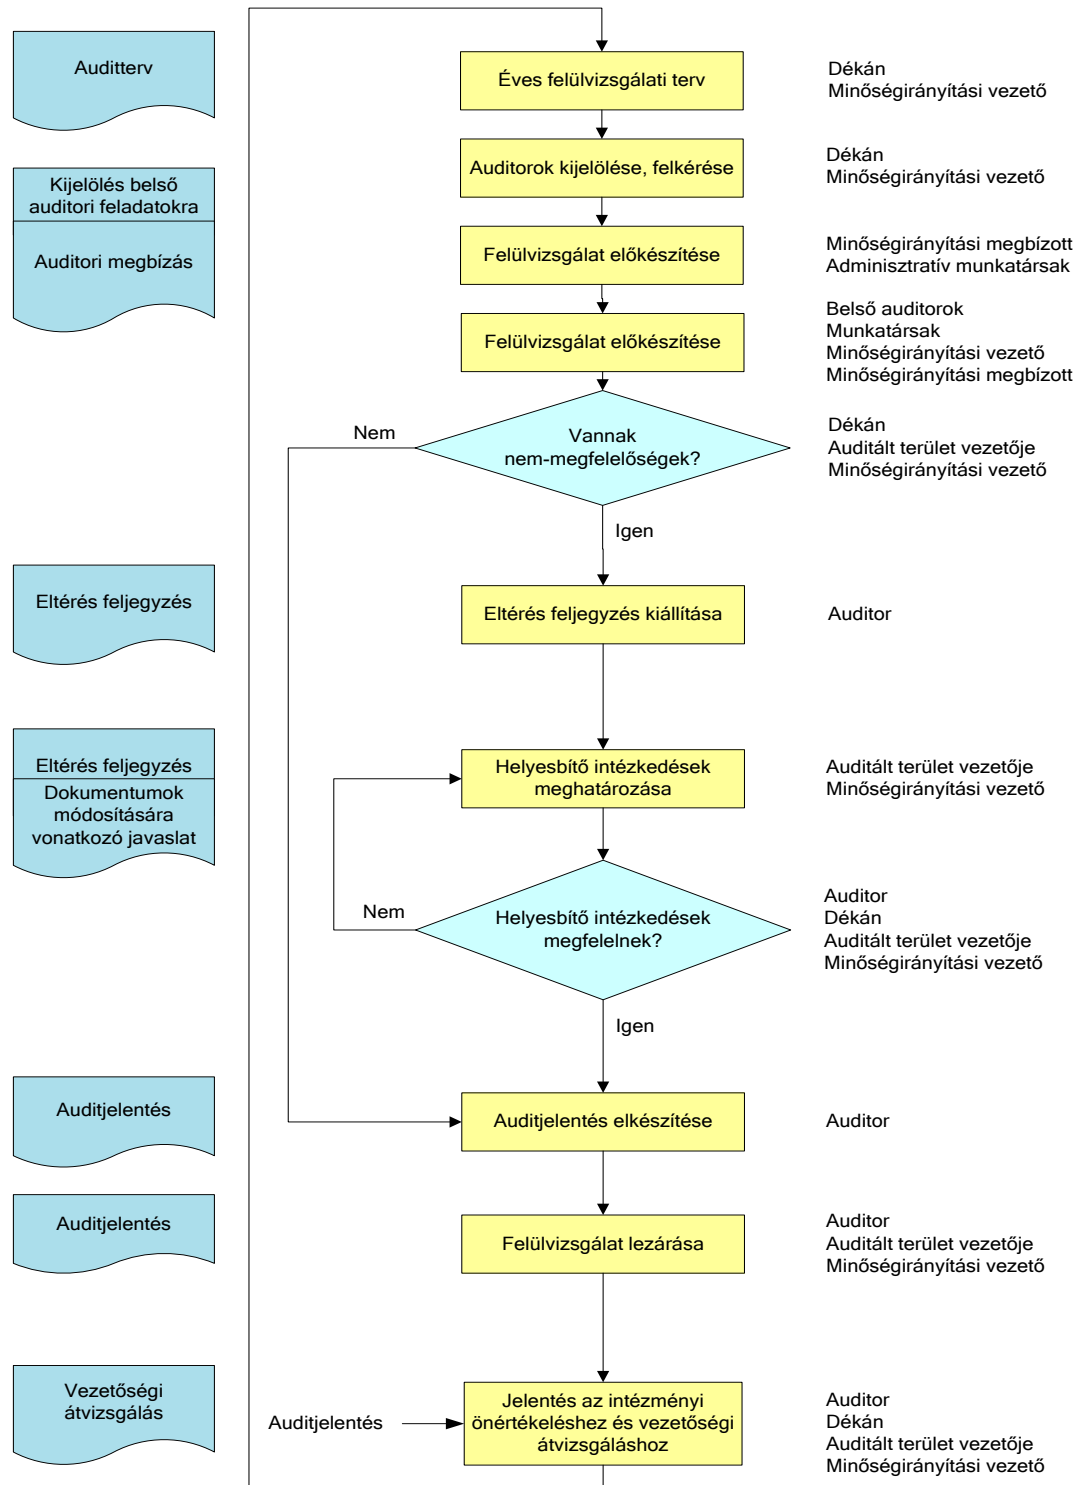 Auditterv
Éves felülvizsgálati terv
Dékán
Minőségirányítási vezető
Kijelölés belső
auditori feladatokra
Auditori megbízás
Auditorok kijelölése, felkérése
Dékán
Minőségirányítási vezető
Felülvizsgálat előkészítése
Minőségirányítási megbízott
Adminisztratív munkatársak
Felülvizsgálat előkészítése
Belső auditorok
Munkatársak
Minőségirányítási vezető
Minőségirányítási megbízott
Nem
Vannak
nem-megfelelőségek?
Dékán
Auditált terület vezetője
Minőségirányítási vezető
Igen
Eltérés feljegyzés
Eltérés feljegyzés kiállítása
Auditor
Eltérés feljegyzés
Dokumentumok
módosítására
vonatkozó javaslat
Helyesbítő intézkedések
meghatározása
Auditált terület vezetője
Minőségirányítási vezető
Nem
Helyesbítő intézkedések
megfelelnek?
Auditor
Dékán
Auditált terület vezetője
Minőségirányítási vezető
Igen
Auditjelentés
Auditjelentés elkészítése
Auditor
Auditjelentés
Felülvizsgálat lezárása
Auditor
Auditált terület vezetője
Minőségirányítási vezető
Vezetőségi
átvizsgálás
Auditjelentés
Jelentés az intézményi
önértékeléshez és vezetőségi
átvizsgáláshoz
Auditor
Dékán
Auditált terület vezetője
Minőségirányítási vezető